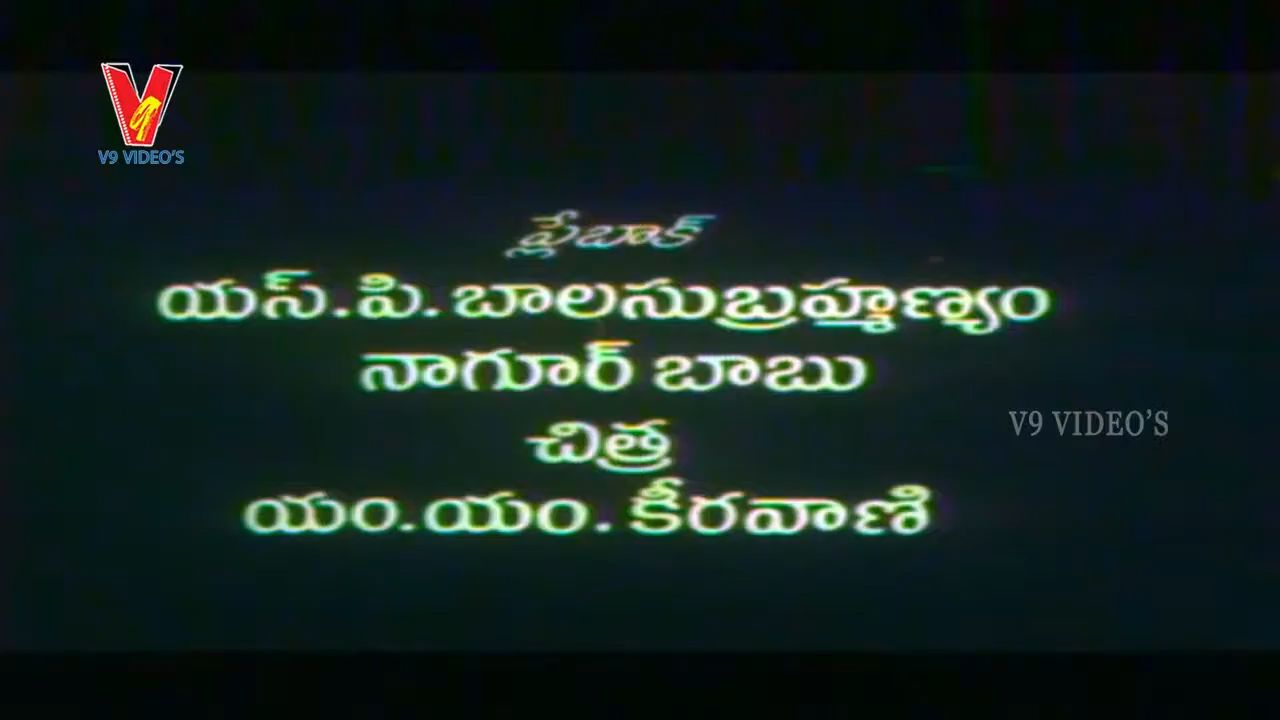 V9 VIDEO'S
ప్లేబాక్
యస్.పి.బాలసుబ్రహ్మణ్యం
నాగూర్ బాబు
చిత్ర
యం.యం.కీరవాణి
V9 VIDEO'S